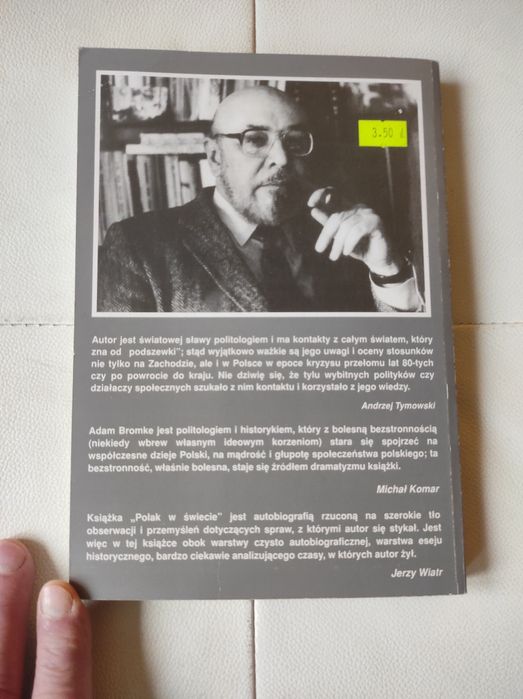 3.50
Autor jest światowej sławy politologiem i ma kontakty z całym światem, który
zna od podszewki"; stąd wyjątkowo ważkie są jego uwagi i oceny stosunków
nie tylko na Zachodzie, ale i w Polsce w epoce kryzysu przełomu lat 80-tych
czy po powrocie do kraju. Nie dziwię się, że tylu wybitnych polityków czy
działaczy społecznych szukało z nim kontaktu i korzystało z jego wiedzy.
Andrzej Tymowski
Adam Bromke jest politologiem i historykiem, który z bolesną bezstronnością
(niekiedy wbrew własnym ideowym korzeniom) stara się spojrzeć na
współczesne dzieje Polski, na mądrość i głupotę społeczeństwa polskiego; ta
bezstronność, właśnie bolesna, staje się źródłem dramatyzmu książki.
Michał Komar
Książka „Polak w świecie" jest autobiografią rzuconą na szerokie tło
obserwacji i przemyśleń dotyczących spraw, z którymi autor się stykał. Jest
więc w tej książce obok warstwy czysto autobiograficznej, warstwa eseju
historycznego, bardzo ciekawie analizującego czasy, w których autor żył.
Jerzy Wiatr